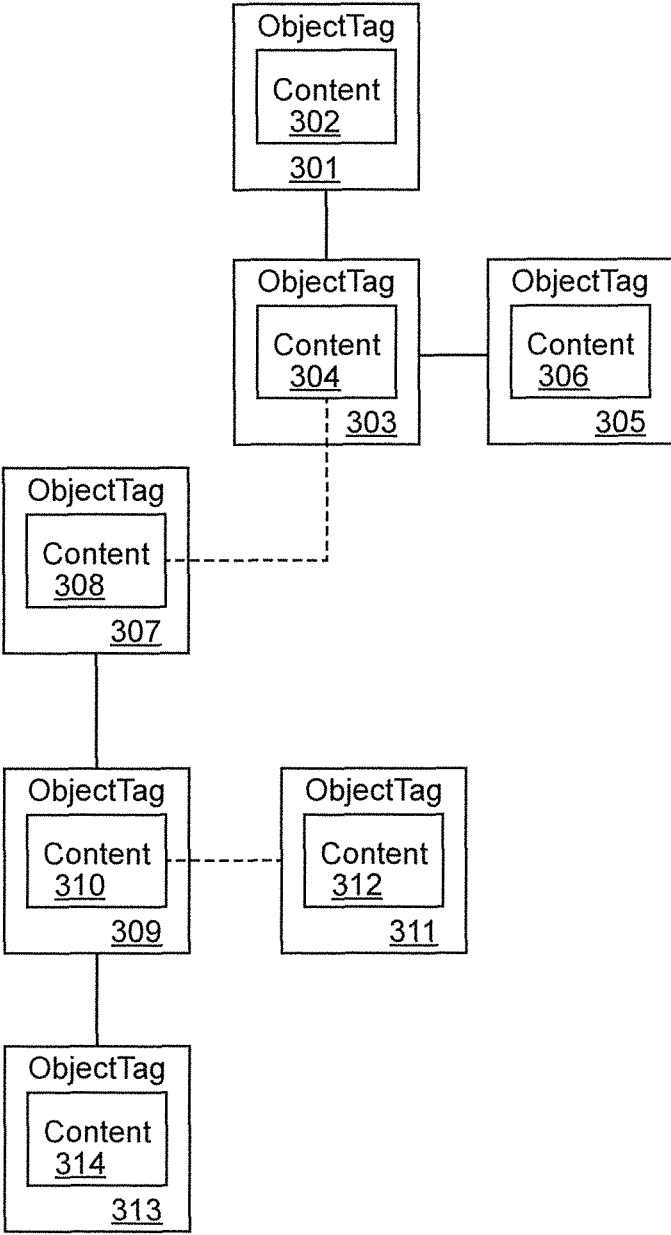 ObjectTag
Content
302
301
ObjectTag
Content
304
303
ObjectTag
Content
306
305
ObjectTag
Content
308
307
ObjectTag
Content
310
309
ObjectTag
Content
312
311
ObjectTag
Content
314
313